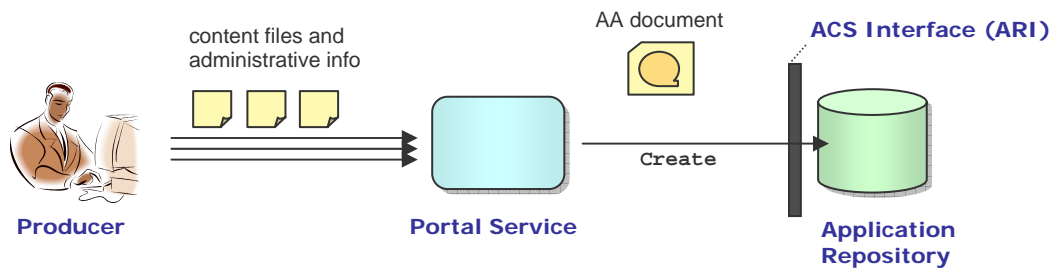 content files and
administrative info
AA document
ACS Interface (ARI)
Create
Producer
Portal Service
Application
Repository